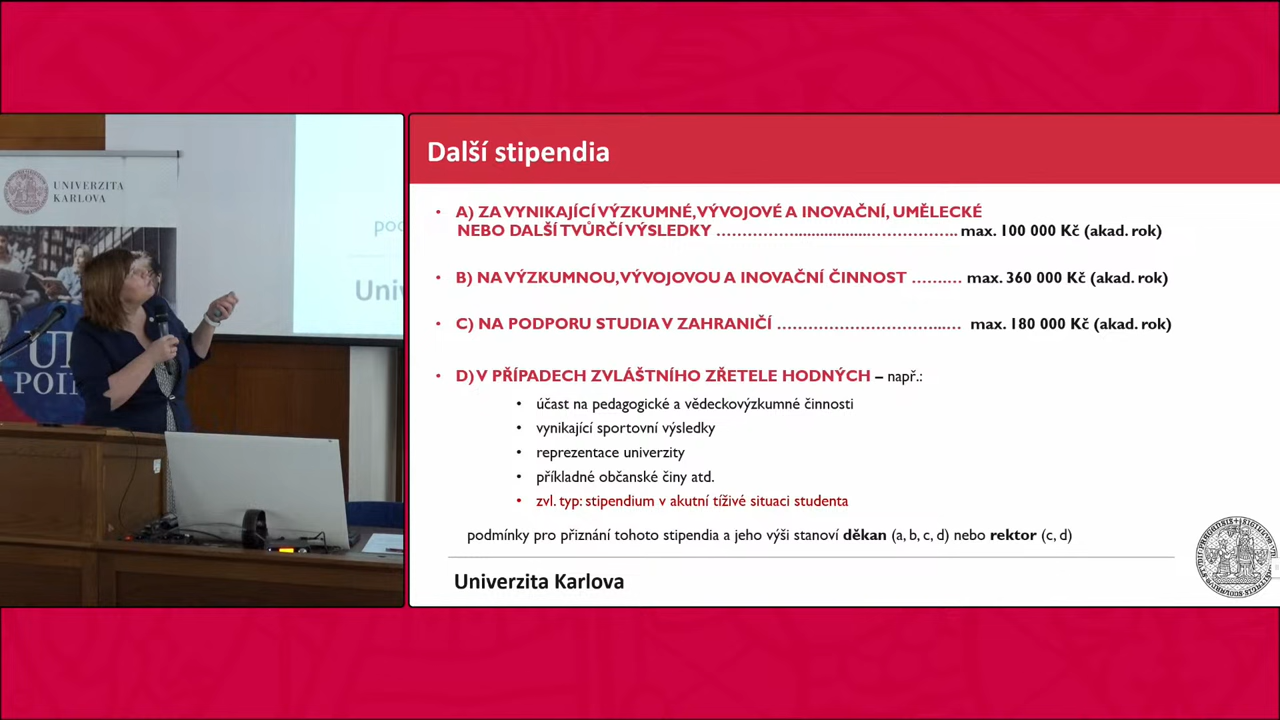 UNIVERZITA
KARLOVA
poc
Uni
POIN
Další stipendia
• A) ZA VYNIKAJÍCÍ VÝZKUMNÉ, VÝVOJOVÉ A INOVAČNÍ, UMĚLECKÉ
NEBO DALŠÍ TVŮRČÍ VÝSLEDKY ……………..................…………….. max. 100 000 Kč (akad. rok)
• B) NA VÝZKUMNOU, VÝVOJOVOU A INOVAČNÍ ČINNOST ………. max. 360 000 Kč (akad. rok)
• C) NA PODPORU STUDIA V ZAHRANIČÍ …………………………...… max. 180 000 Kč (akad. rok)
• D) V PŘÍPADECH ZVLÁŠTNÍHO ZŘETELE HODNÝCH – např.:
• účast na pedagogické a vědeckovýzkumné činnosti
• vynikající sportovní výsledky
• reprezentace univerzity
• příkladné občanské činy atd.
• zvl. typ: stipendium v akutní tíživé situaci studenta
podmínky pro přiznání tohoto stipendia a jeho výši stanoví děkan (a, b, c, d) nebo rektor (c, d)
Univerzita Karlova